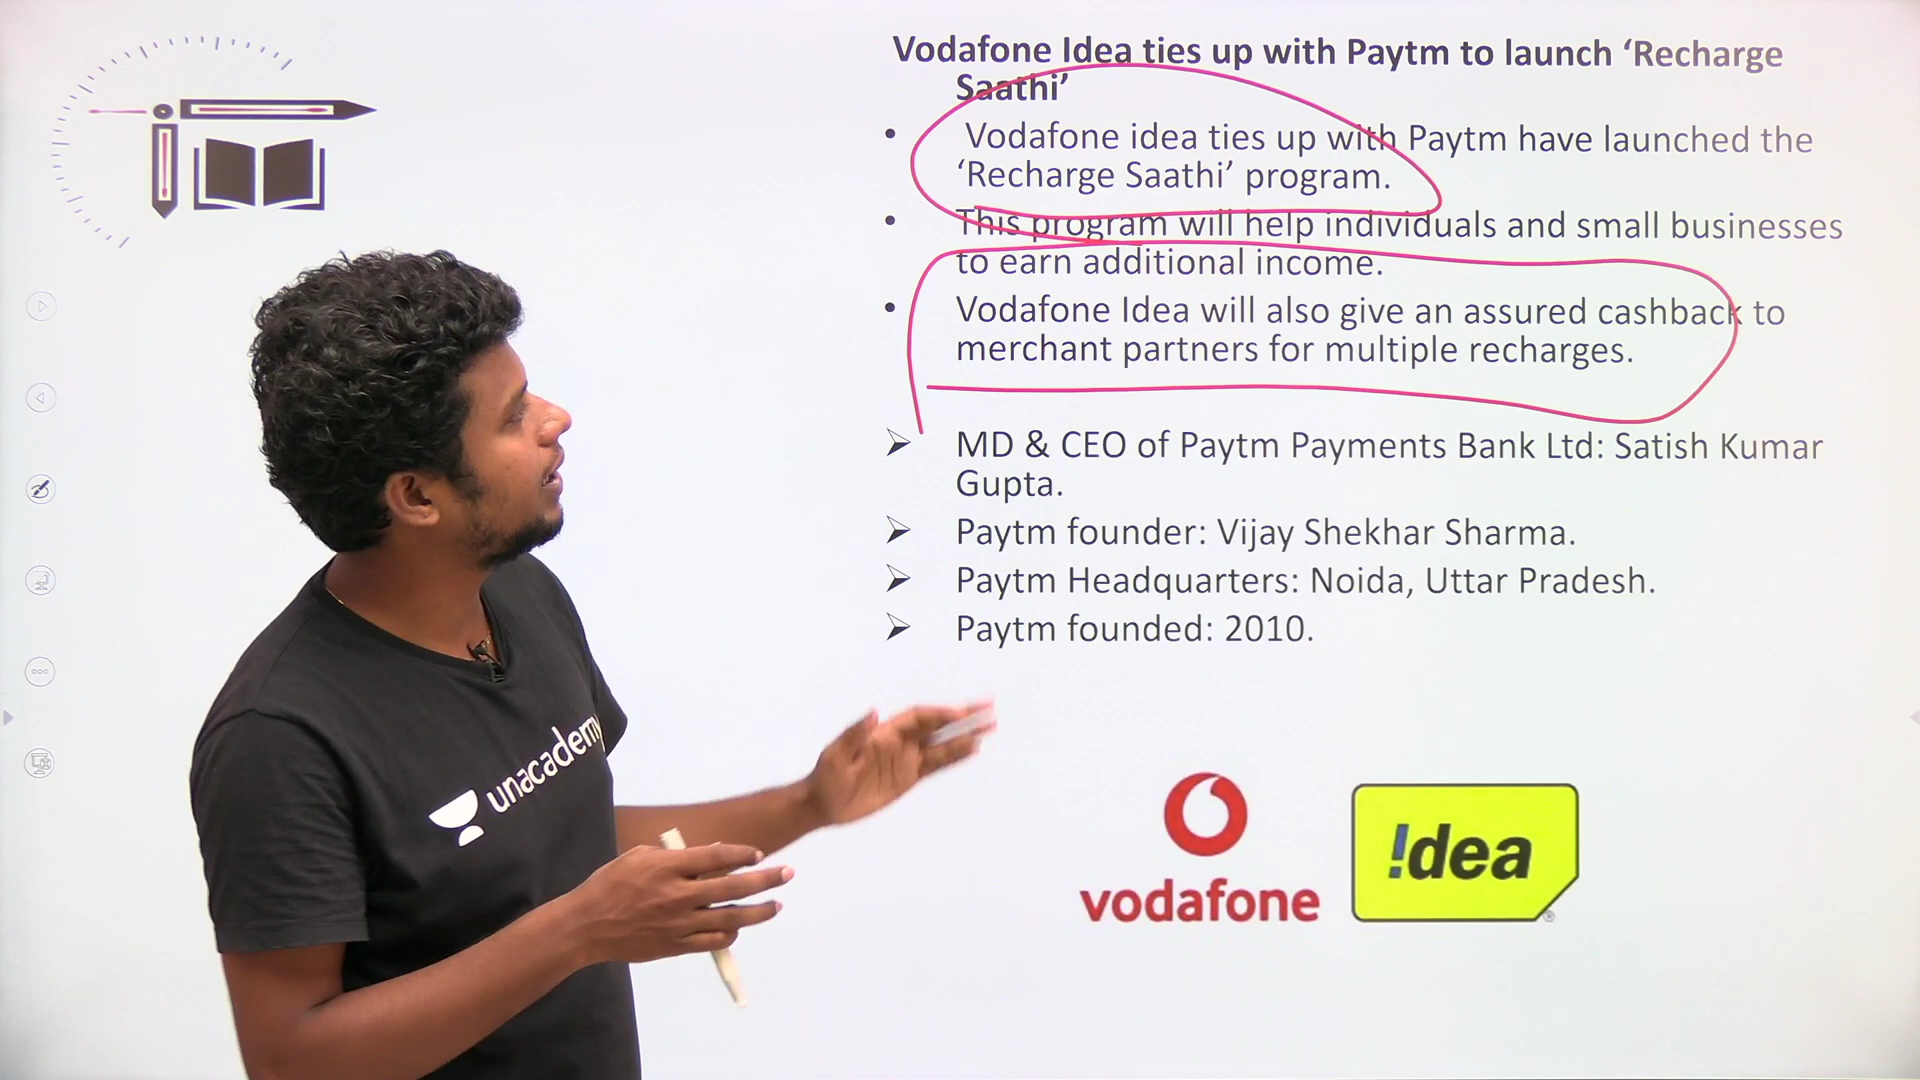 Vodafone Idea ties up with Paytm to launch ‘Recharge
Saathi’
• Vodafone idea ties up with Paytm have launched the
‘Recharge Saathi’ program.
• This program will help individuals and small businesses
to earn additional income.
• Vodafone Idea will also give an assured cashback to
merchant partners for multiple recharges.
➢ MD & CEO of Paytm Payments Bank Ltd: Satish Kumar
Gupta.
➢ Paytm founder: Vijay Shekhar Sharma.
➢ Paytm Headquarters: Noida, Uttar Pradesh.
➢ Paytm founded: 2010.
unacademy
vodafone
!dea
®